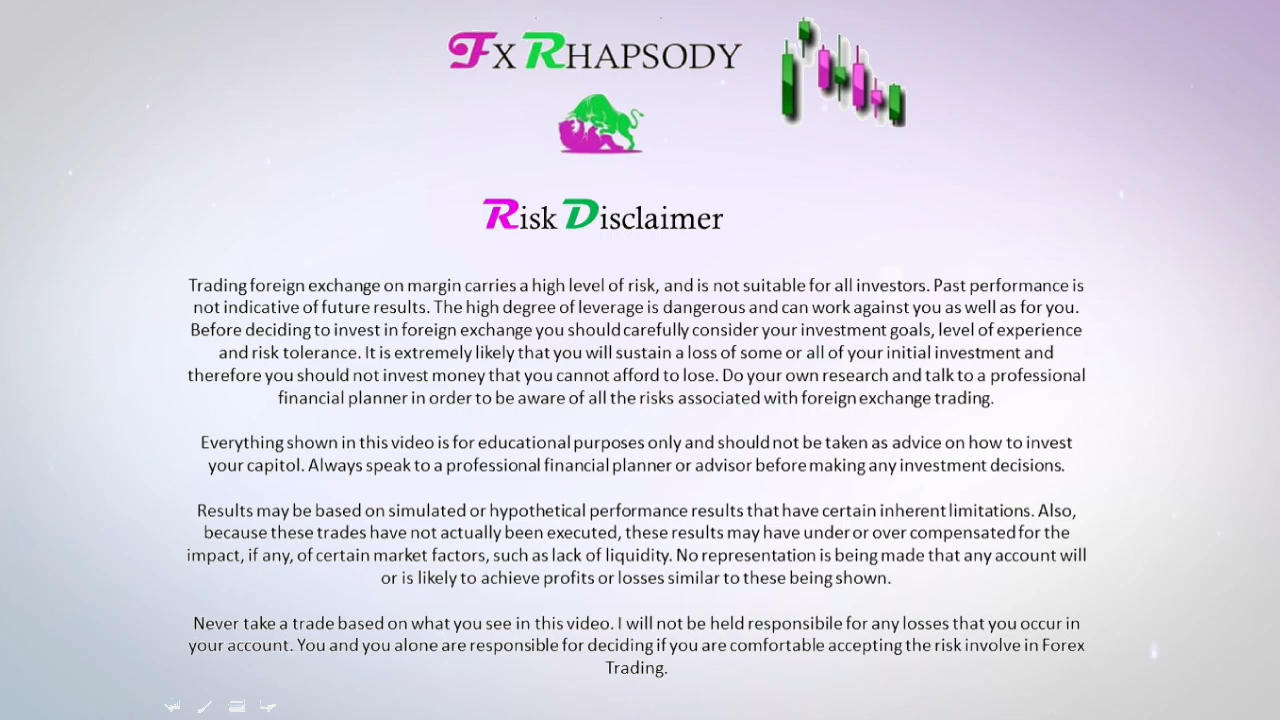 Fx Rhapsody
Risk Disclaimer
Trading foreign exchange on margin carries a high level of risk, and is not suitable for all investors. Past performance is
not indicative of future results. The high degree of leverage is dangerous and can work against you as well as for you.
Before deciding to invest in foreign exchange you should carefully consider your investment goals, level of experience
and risk tolerance. It is extremely likely that you will sustain a loss of some or all of your initial investment and
therefore you should not invest money that you cannot afford to lose. Do your own research and talk to a professional
financial planner in order to be aware of all the risks associated with foreign exchange trading.
Everything shown in this video is for educational purposes only and should not be taken as advice on how to invest
your capitol. Always speak to a professional financial planner or advisor before making any investment decisions.
Results may be based on simulated or hypothetical performance results that have certain inherent limitations. Also,
because these trades have not actually been executed, these results may have under or over compensated for the
impact, if any, of certain market factors, such as lack of liquidity. No representation is being made that any account will
or is likely to achieve profits or losses similar to these being shown.
Never take a trade based on what you see in this video. I will not be held responsibile for any losses that you occur in
your account. You and you alone are responsible for deciding if you are comfortable accepting the risk involve in Forex
Trading.